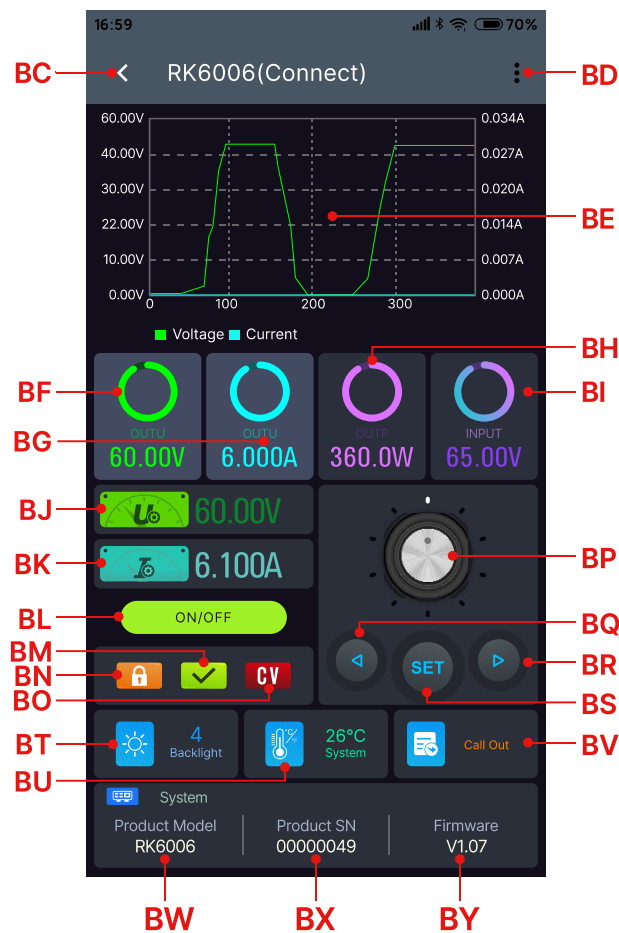 16:59 70%
BC RK6006(Connect) BD
60.00V 0.034A
40.00V 0.027A
30.00V 0.020A
BE
22.00V 0.014A
10.00V 0.007A
0.00V 0.000A
0 100 200 300
Voltage Current
BH
BF BI
OUTU OUTU OUTP INPUT
BG
60.00V 6.000A 360.0W 65.00V
BJ U 60.00V
BP
BK I 6.100A
BL ON/OFF
BQ
BM
BR
BN CV SET
BO
BS
4 26°C
BT °C/°F Call Out BV
Backlight System
BU
System
Product Model Product SN Firmware
RK6006 00000049 V1.07
BW BX BY